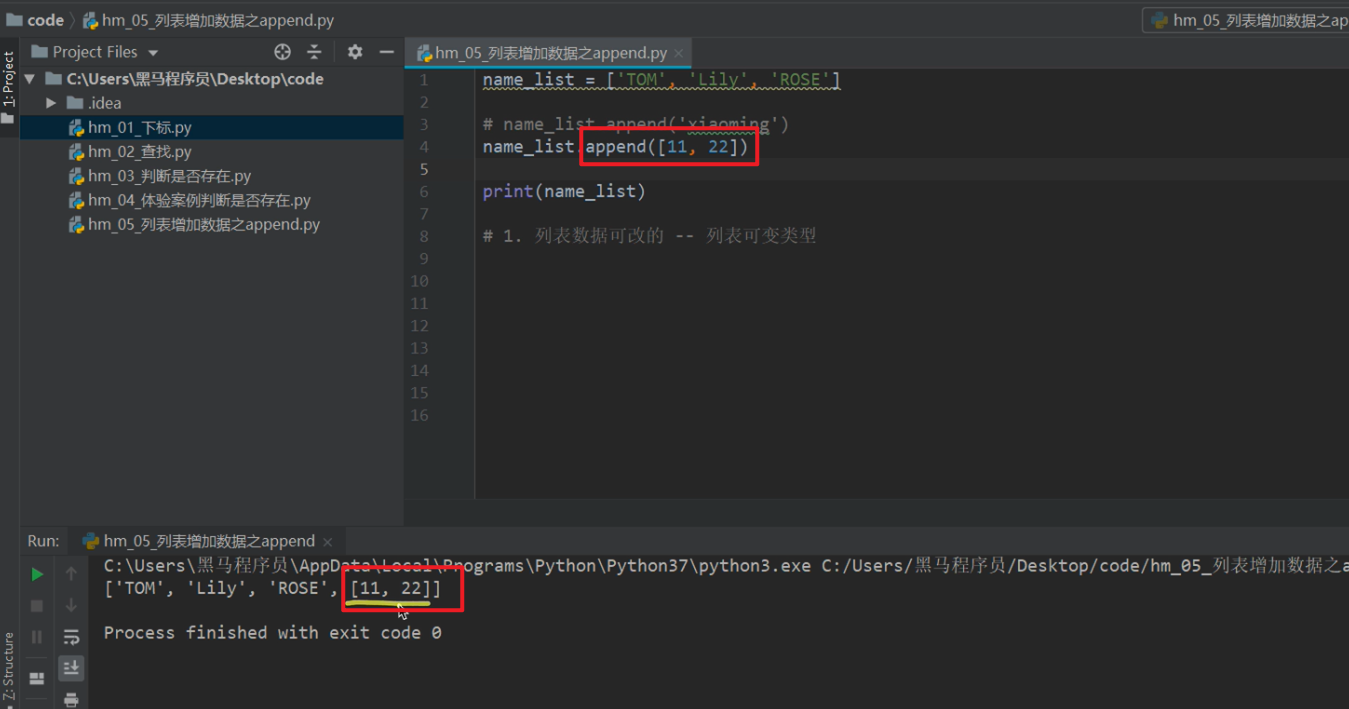 code
hm_05_列表增加数据之append.py
hm_05_列表增加数据之ap
1: Project
Project Files
hm_05_列表增加数据之append.py
C:\Users\黑马程序员\Desktop\code
.idea
hm_01_下标.py
hm_02_查找.py
hm_03_判断是否存在.py
hm_04_体验案例判断是否存在.py
hm_05_列表增加数据之append.py
1 name_list = ['TOM', 'Lily', 'ROSE']
2
3 # name_list.append('xiaoming')
4 name_list.append([11, 22])
5
6 print(name_list)
7
8 # 1. 列表数据可改的 -- 列表可变类型
9
10
11
12
13
14
15
16
Run:
hm_05_列表增加数据之append
C:\Users\黑马程序员\AppData\Local\Programs\Python\Python37\python3.exe C:/Users/黑马程序员/Desktop/code/hm_05_列表增加数据之a
['TOM', 'Lily', 'ROSE', [11, 22]]
Process finished with exit code 0
Z: Structure